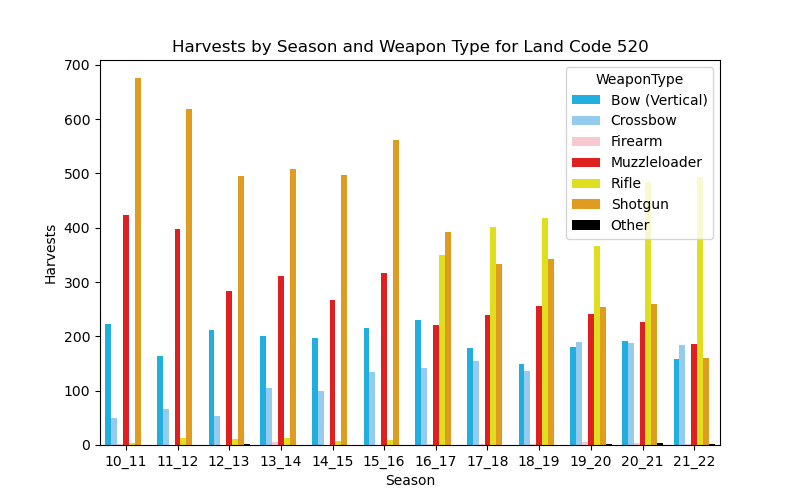 Harvests by Season and Weapon Type for Land Code 520
700
600
500
400
300
200
100
0
Harvests
WeaponType
Bow (Vertical)
Crossbow
Firearm
Muzzleloader
Rifle
Shotgun
Other
10_11 11_12 12_13 13_14 14_15 15_16 16_17 17_18 18_19 19_20 20_21 21_22
Season